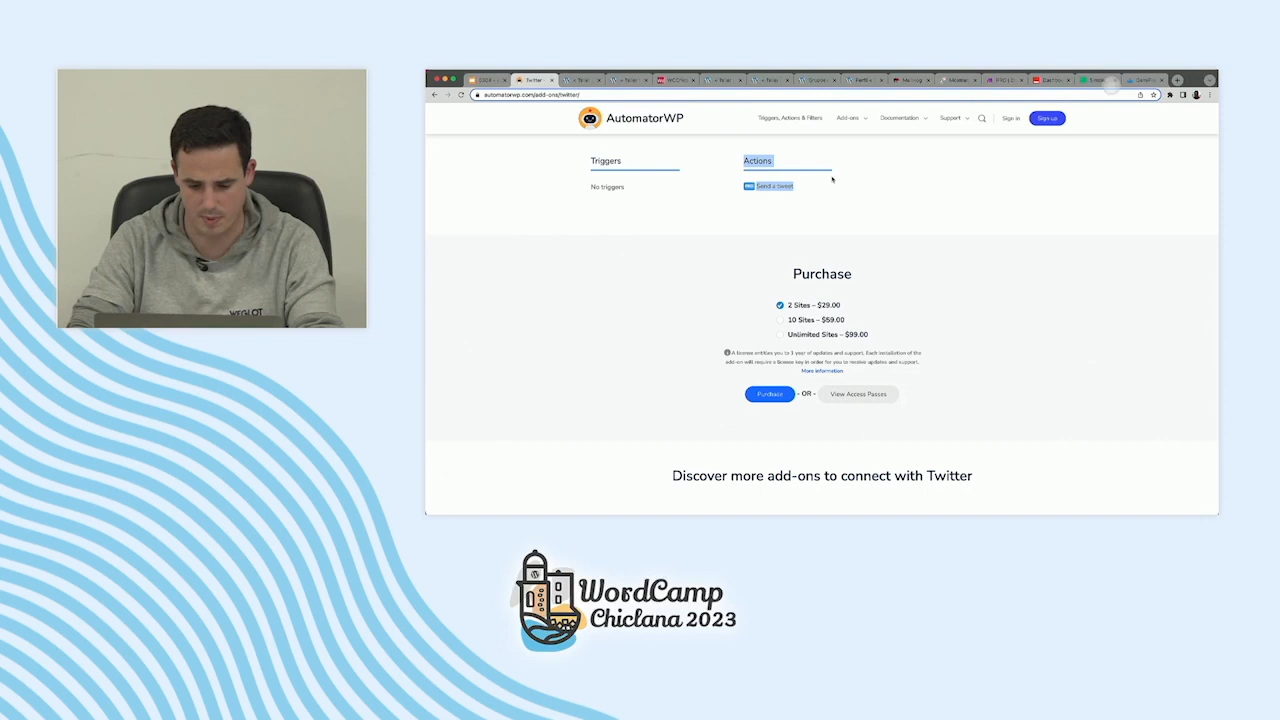 Twitter
automatorwp.com/add-ons/twitter/
AutomatorWP
Triggers, Actions & Filters
Add-ons
Documentation
Support
Sign in
Sign up
Triggers
Actions
No triggers
PRO Send a tweet
Purchase
2 Sites – $29.00
10 Sites – $59.00
Unlimited Sites – $99.00
A license entitles you to 1 year of updates and support. Each installation of the
add-on will require a license key in order for you to receive updates and support.
More information
Purchase
- OR -
View Access Passes
Discover more add-ons to connect with Twitter
WEGLOT
WordCamp
Chiclana 2023